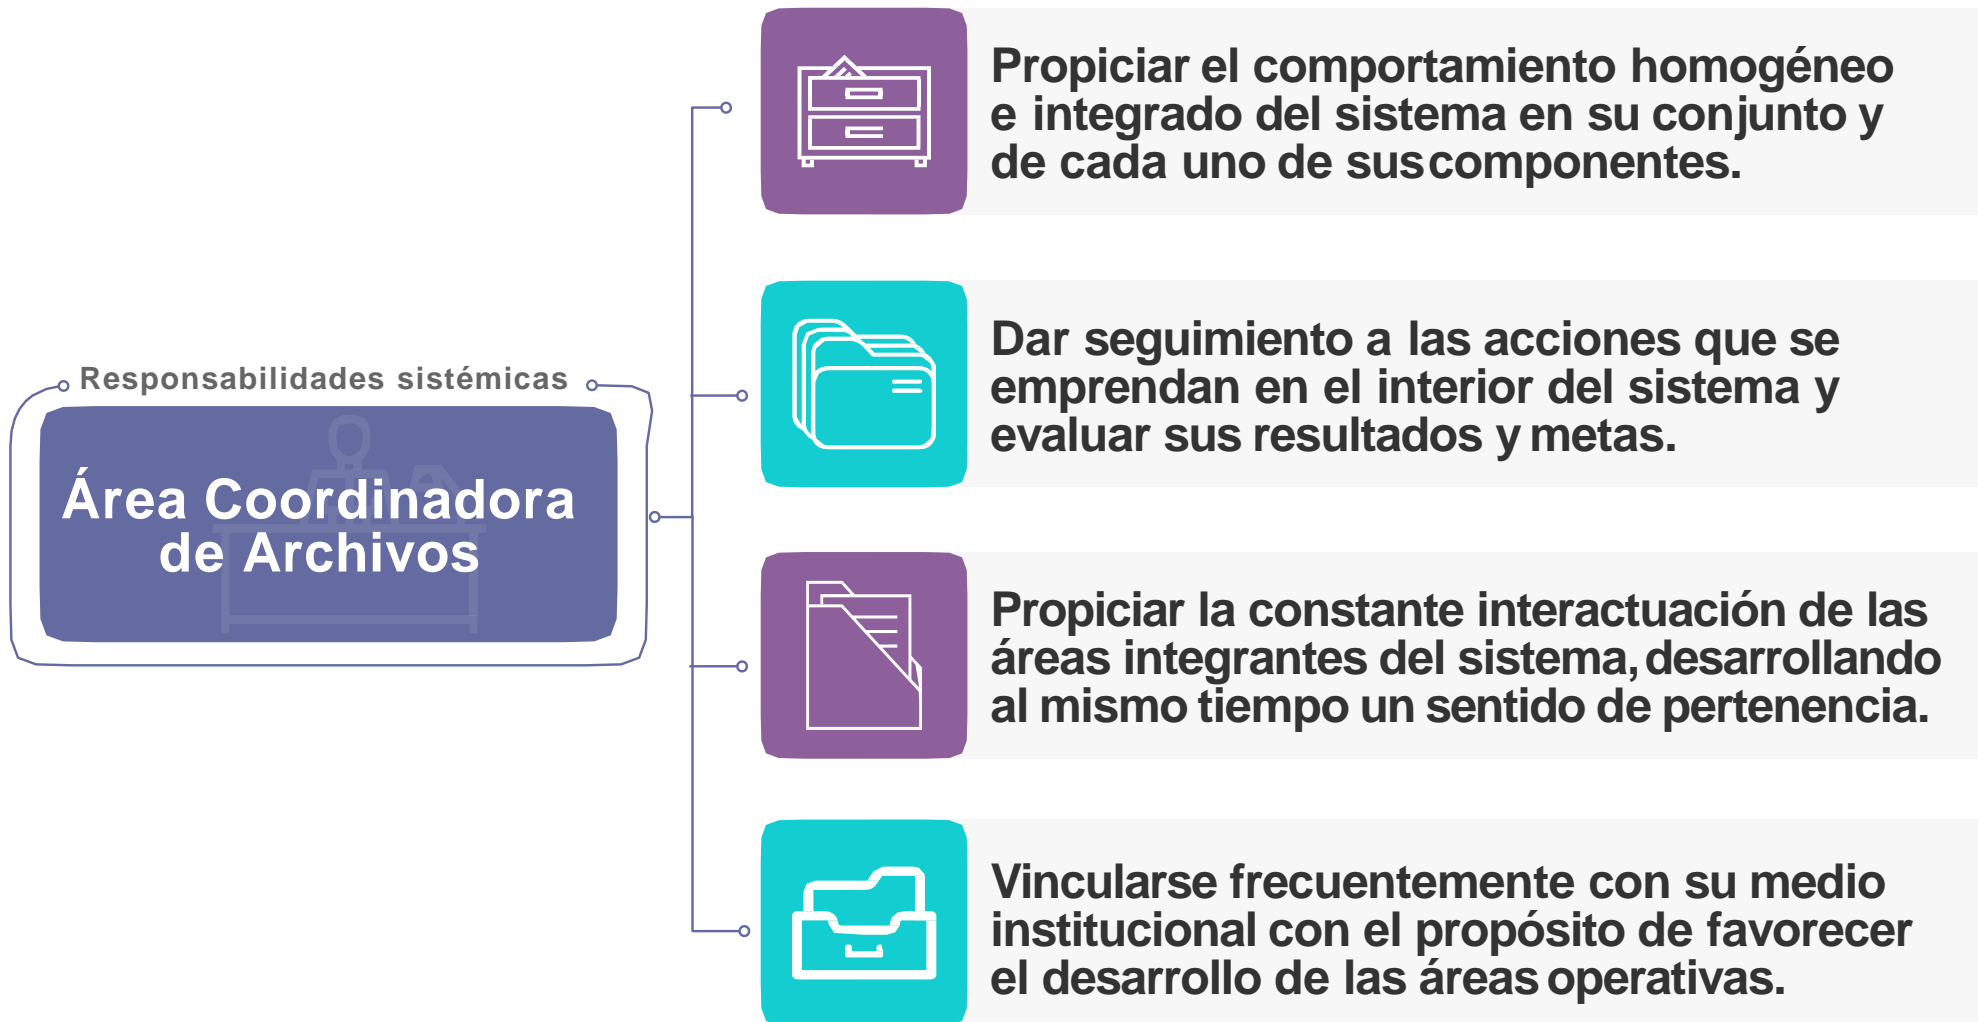 Responsabilidades sistémicas
Área Coordinadora
de Archivos
Propiciar el comportamiento homogéneo
e integrado del sistema en su conjunto y
de cada uno de sus componentes.
Dar seguimiento a las acciones que se
emprendan en el interior del sistema y
evaluar sus resultados y metas.
Propiciar la constante interactuación de las
áreas integrantes del sistema, desarrollando
al mismo tiempo un sentido de pertenencia.
Vincularse frecuentemente con su medio
institucional con el propósito de favorecer
el desarrollo de las áreas operativas.